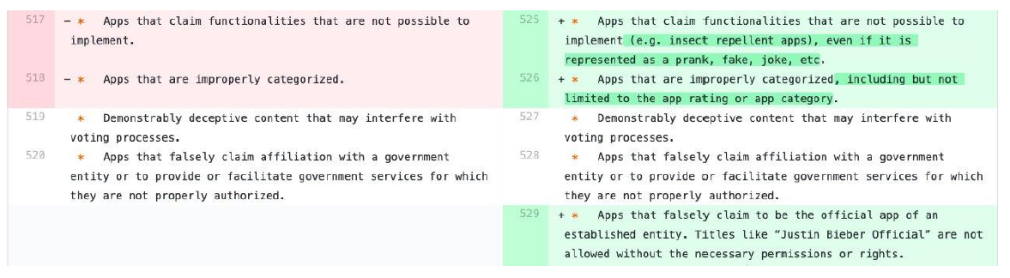 517 - * Apps that claim functionalities that are not possible to
implement.
518 - * Apps that are improperly categorized.
519 * Demonstrably deceptive content that may interfere with
voting processes.
520 * Apps that falsely claim affiliation with a government
entity or to provide or facilitate government services for which
they are not properly authorized.
525 + * Apps that claim functionalities that are not possible to
implement (e.g. insect repellent apps), even if it is
represented as a prank, fake, joke, etc.
526 + * Apps that are improperly categorized, including but not
limited to the app rating or app category.
527 * Demonstrably deceptive content that may interfere with
voting processes.
528 * Apps that falsely claim affiliation with a government
entity or to provide or facilitate government services for which
they are not properly authorized.
529 + * Apps that falsely claim to be the official app of an
established entity. Titles like “Justin Bieber Official” are not
allowed without the necessary permissions or rights.